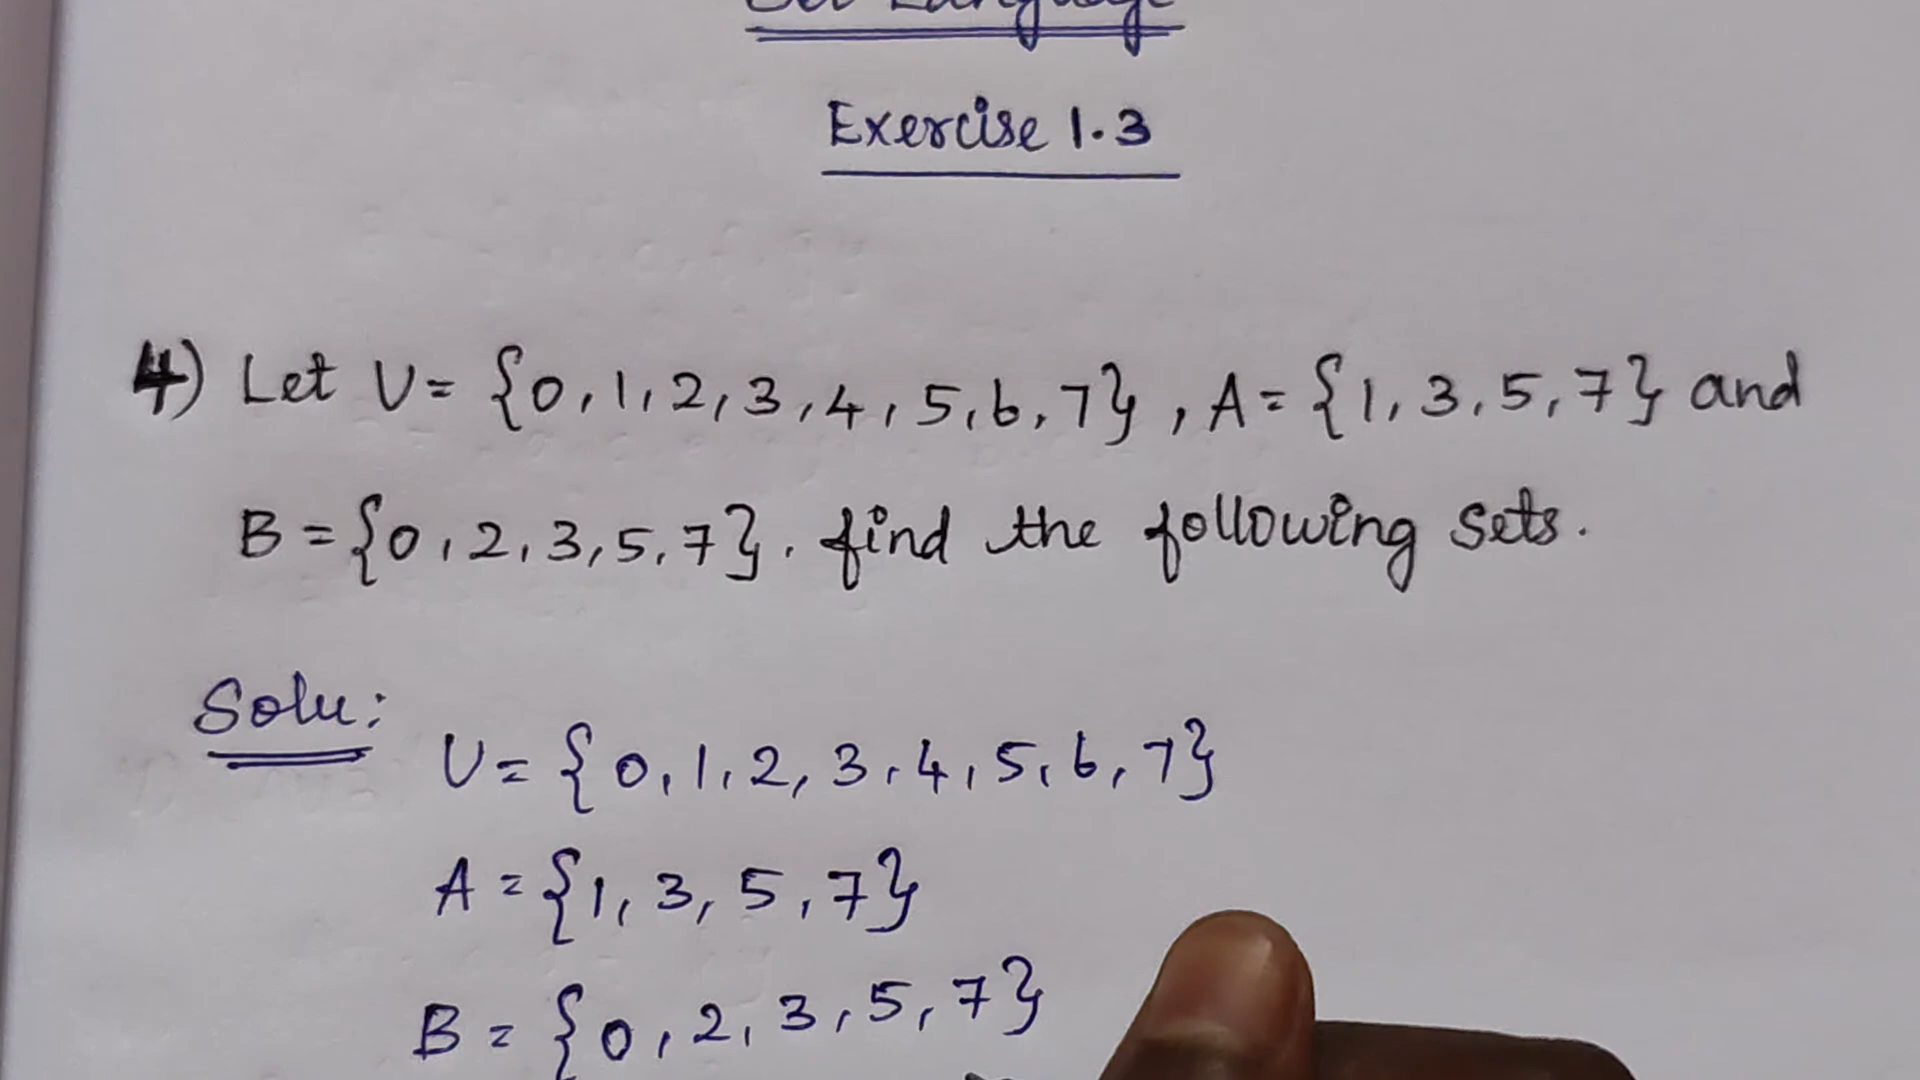 Language
Exercise 1.3
4) Let U = {0,1,2,3,4,5,6,7}, A = {1,3,5,7} and
B = {0,2,3,5,7}. find the following sets.
Solu:
U = {0,1,2,3,4,5,6,7}
A = {1,3,5,7}
B = {0,2,3,5,7}